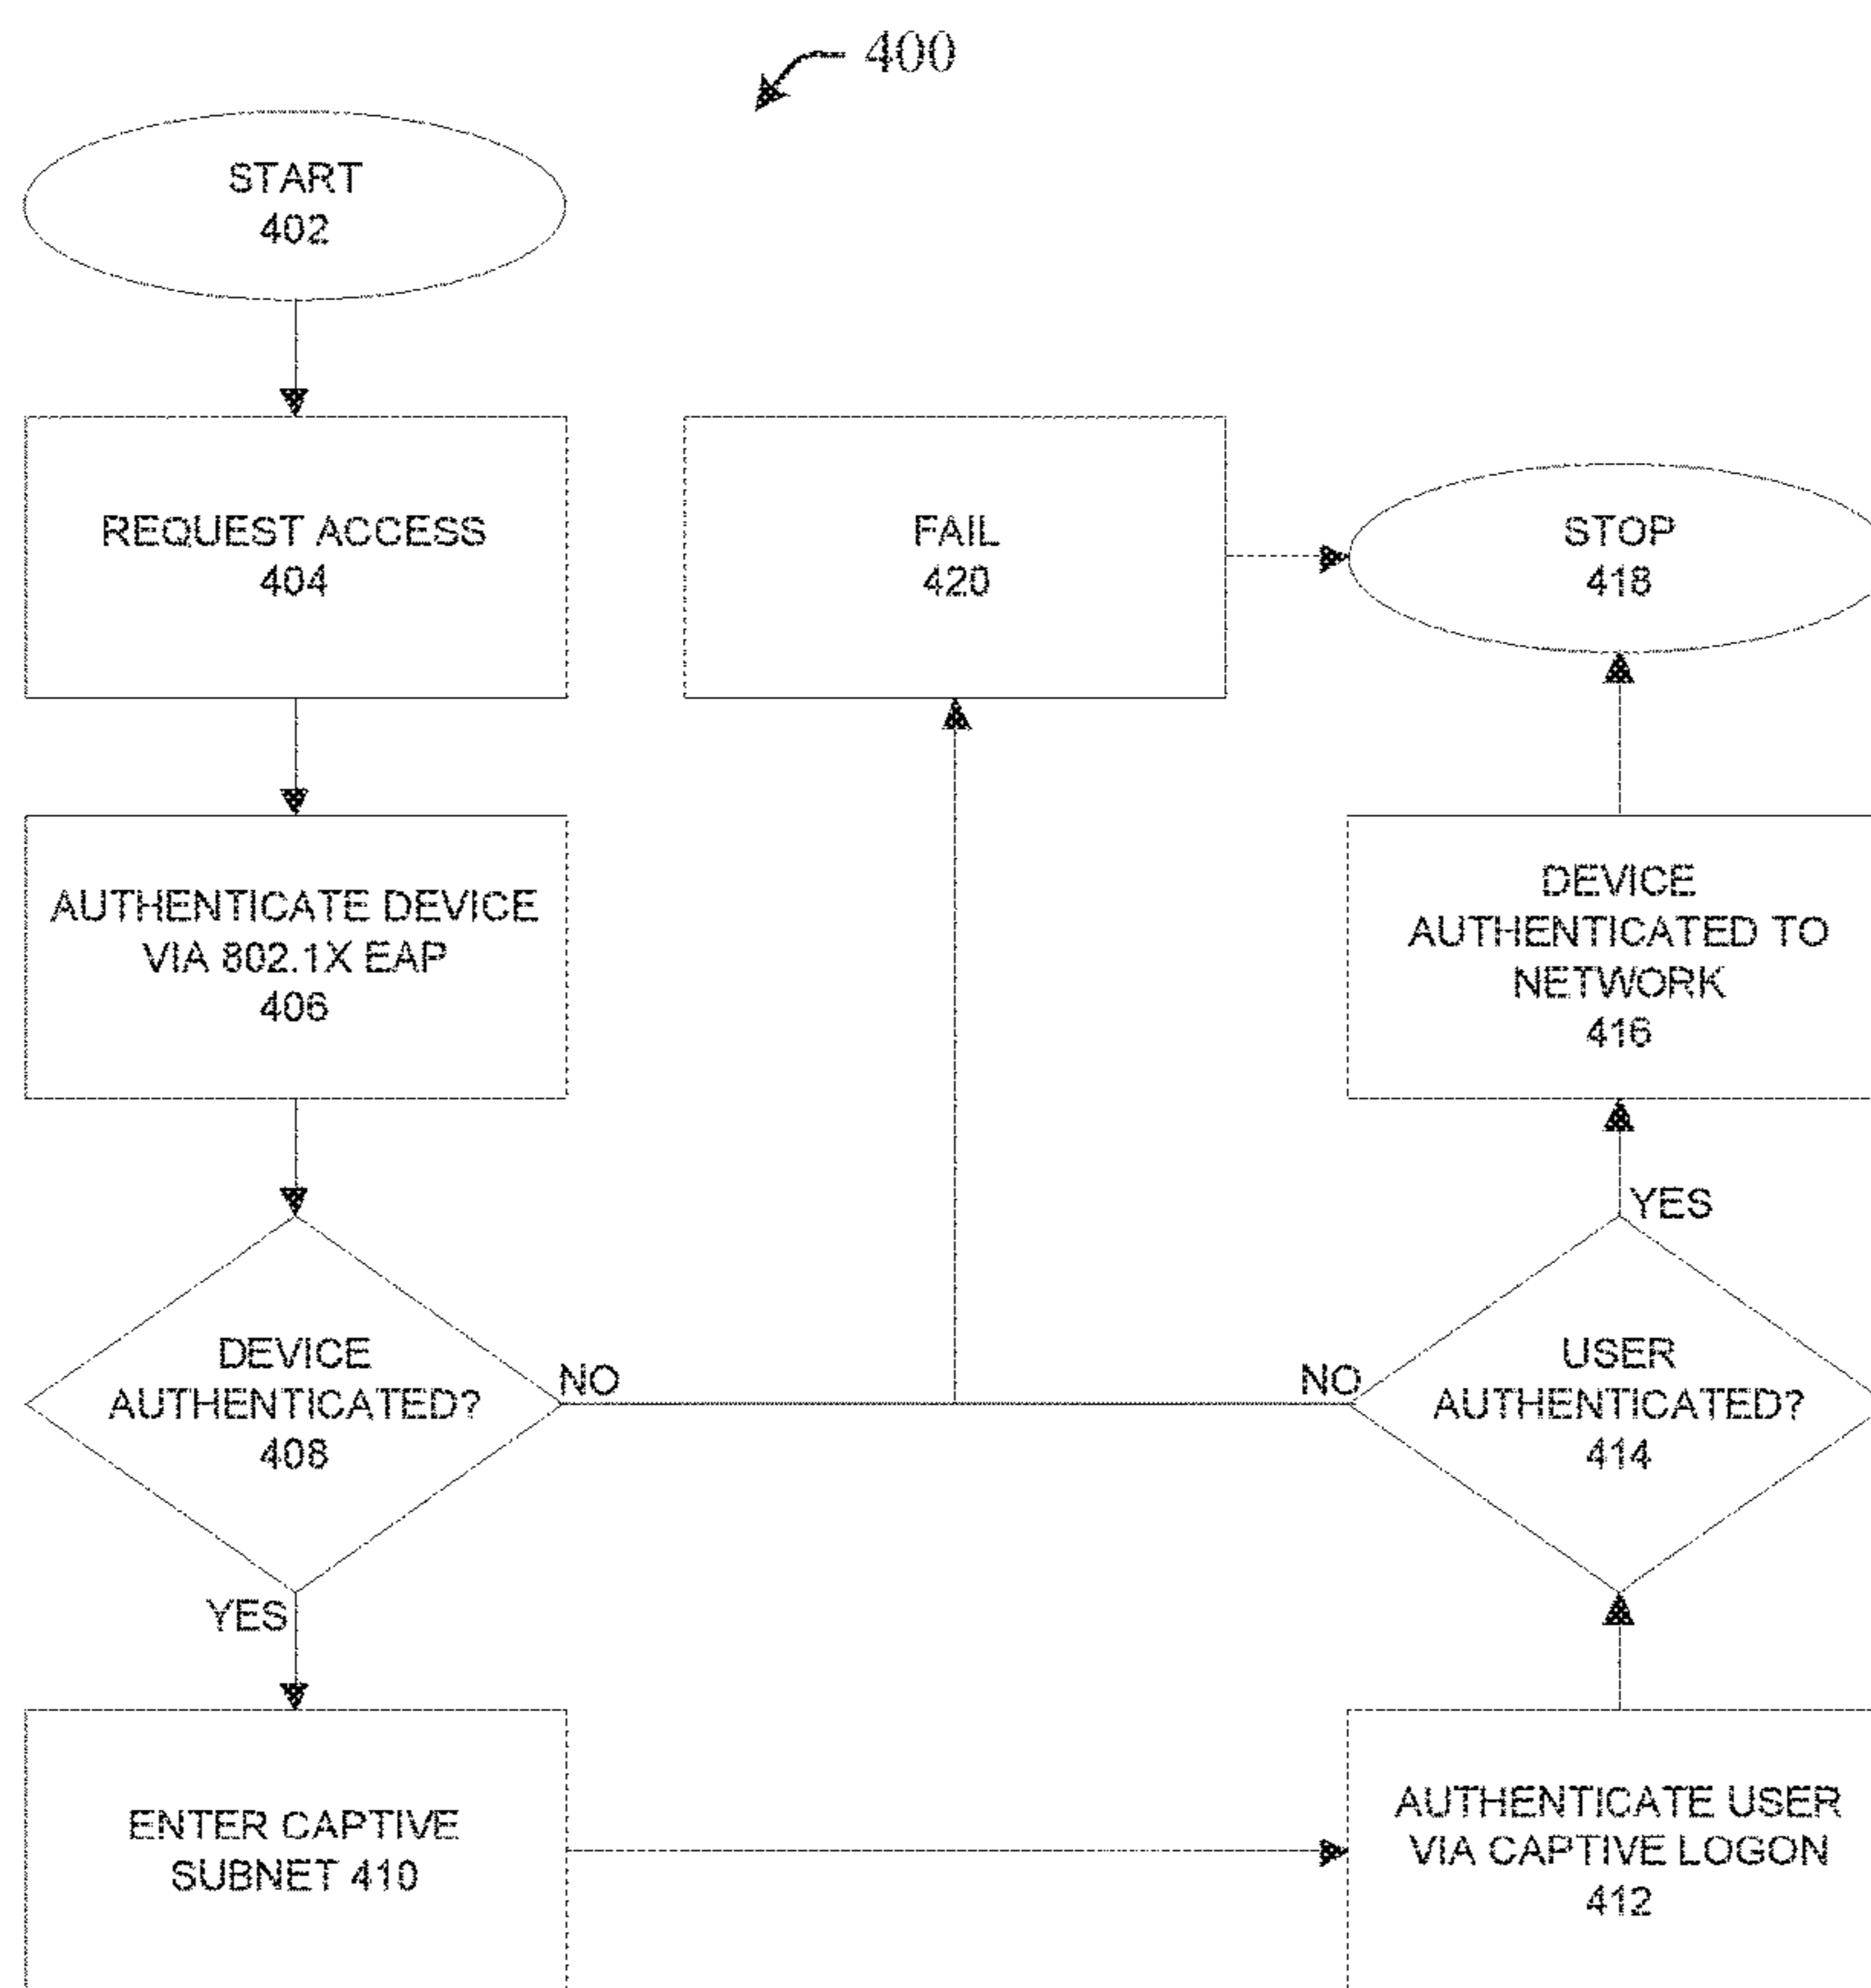 400
START
402
REQUEST ACCESS
404
FAIL
420
STOP
418
AUTHENTICATE DEVICE
VIA 802.1X EAP
406
DEVICE
AUTHENTICATED TO
NETWORK
416
YES
DEVICE
AUTHENTICATED?
408
NO
NO
USER
AUTHENTICATED?
414
YES
ENTER CAPTIVE
SUBNET 410
AUTHENTICATE USER
VIA CAPTIVE LOGON
412